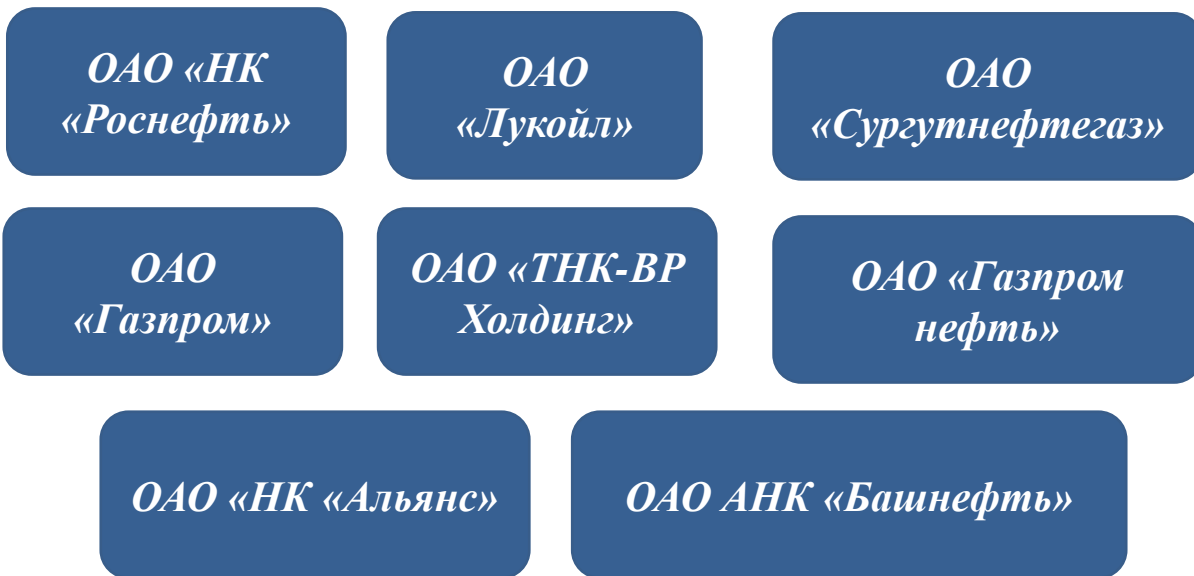 ОАО «НК
«Роснефть»
ОАО
«Лукойл»
ОАО
«Сургутнефтегаз»
ОАО
«Газпром»
ОАО «ТНК-ВР
Холдинг»
ОАО «Газпром
нефть»
ОАО «НК «Альянс»
ОАО АНК «Башнефть»